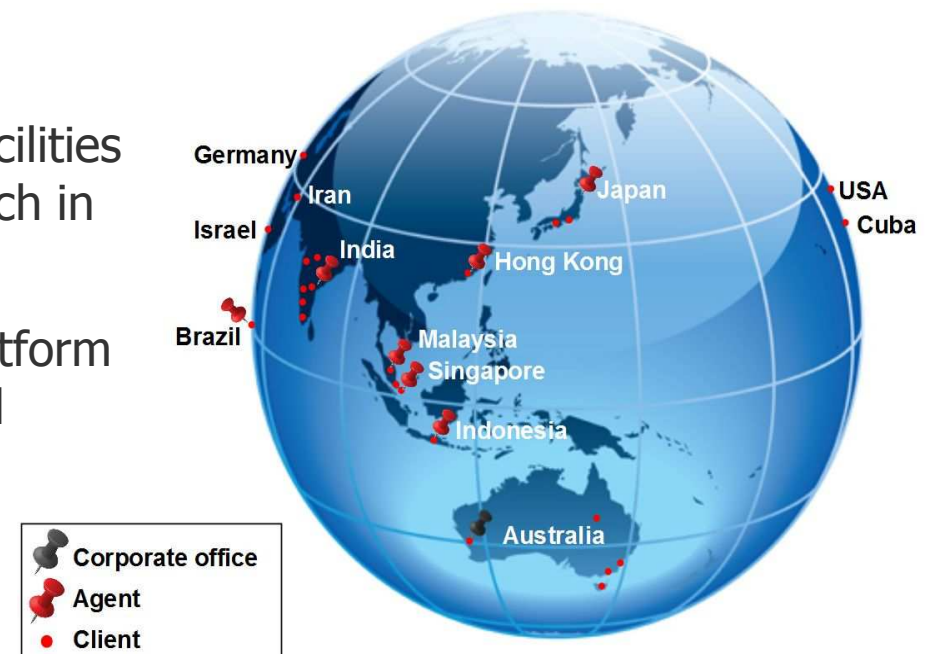 cilities
ch in
tform
Germany
Iran
Israel
India
Brazil
Japan
Hong Kong
Malaysia
Singapore
Indonesia
Australia
USA
Cuba
Corporate office
Agent
Client